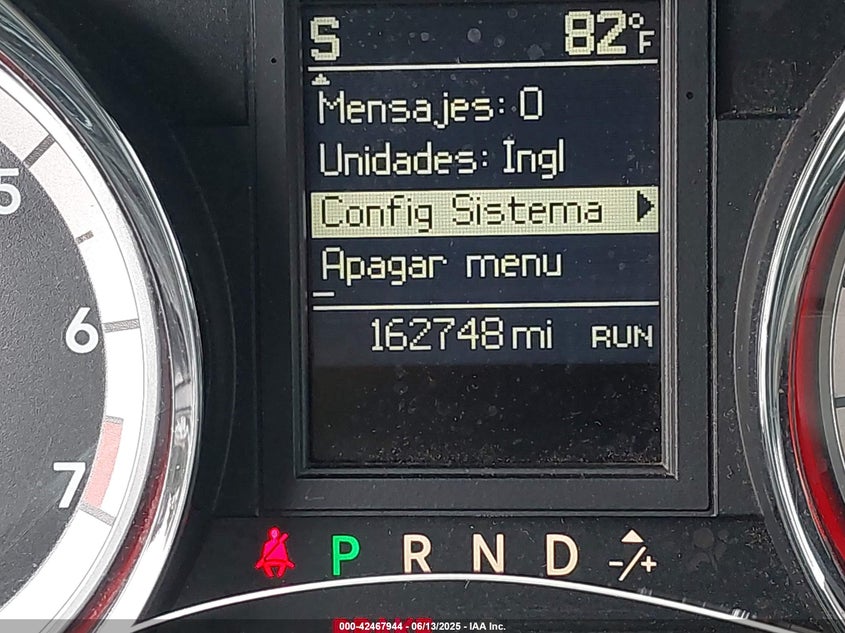 S 82°F
Mensajes: 0
Unidades: Ingl
Config Sistema
Apagar menu
162748 mi RUN
5
6
7
P R N D -/+
000-42467944 - 06/13/2025 - IAA Inc.